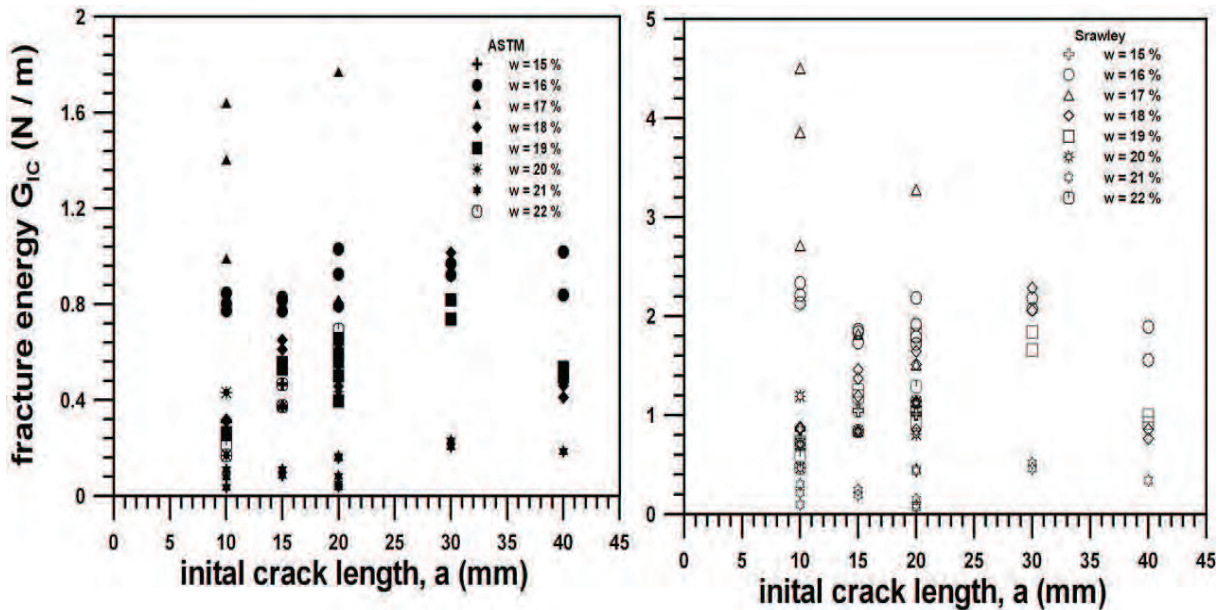 fracture energy G_IC (N / m)
2
1.6
1.2
0.8
0.4
0
ASTM
w = 15 %
w = 16 %
w = 17 %
w = 18 %
w = 19 %
w = 20 %
w = 21 %
w = 22 %
0 5 10 15 20 25 30 35 40 45
inital crack length, a (mm)
5
4
3
2
1
0
Srawley
w = 15 %
w = 16 %
w = 17 %
w = 18 %
w = 19 %
w = 20 %
w = 21 %
w = 22 %
0 5 10 15 20 25 30 35 40 45
inital crack length, a (mm)